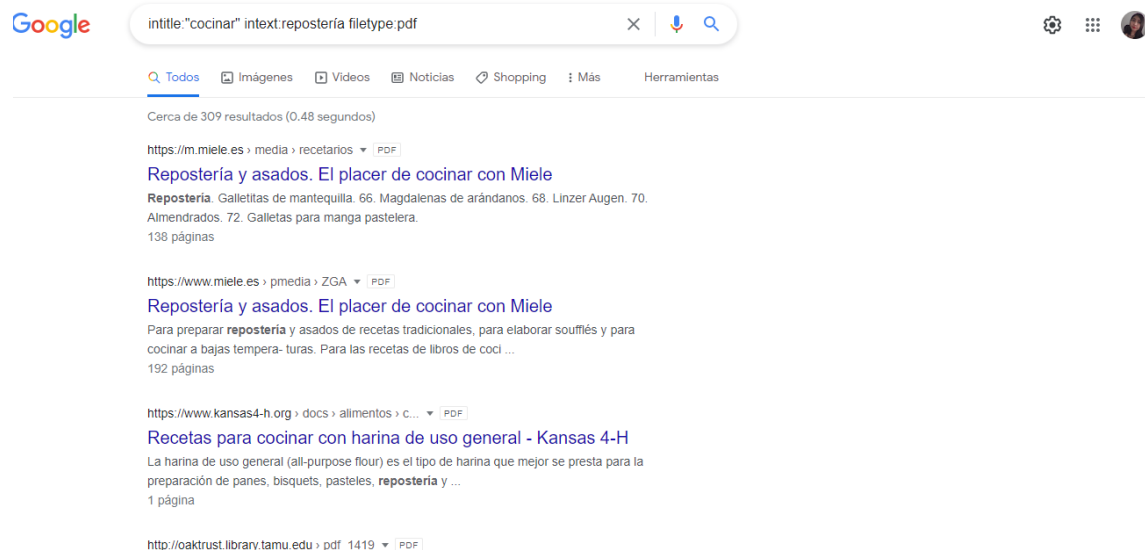 Google
intitle:"cocinar" intext:repostería filetype:pdf
Todos Imágenes Videos Noticias Shopping Más Herramientas
Cerca de 309 resultados (0.48 segundos)
https://m.miele.es › media › recetarios PDF
Repostería y asados. El placer de cocinar con Miele
Repostería. Galletitas de mantequilla. 66. Magdalenas de arándanos. 68. Linzer Augen. 70.
Almendrados. 72. Galletas para manga pastelera.
138 páginas
https://www.miele.es › pmedia › ZGA PDF
Repostería y asados. El placer de cocinar con Miele
Para preparar repostería y asados de recetas tradicionales, para elaborar soufflés y para
cocinar a bajas tempera- turas. Para las recetas de libros de coci ...
192 páginas
https://www.kansas4-h.org › docs › alimentos › c... PDF
Recetas para cocinar con harina de uso general - Kansas 4-H
La harina de uso general (all-purpose flour) es el tipo de harina que mejor se presta para la
preparación de panes, bisquets, pasteles, repostería y ...
1 página
http://oaktrust.library.tamu.edu › pdf_1419 PDF